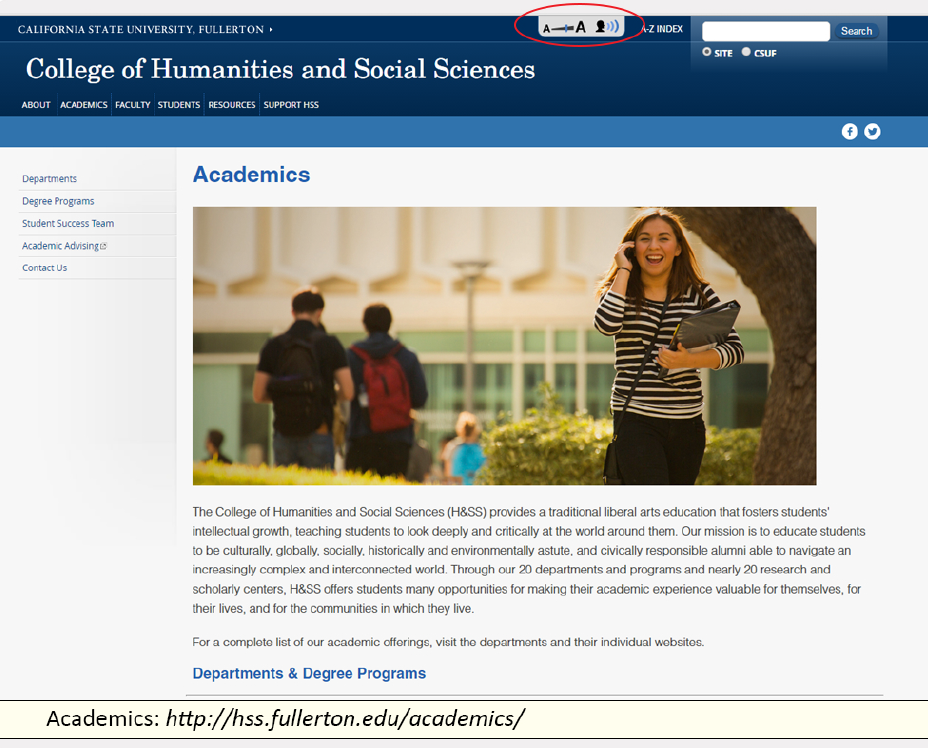 CALIFORNIA STATE UNIVERSITY, FULLERTON
A A
A-Z INDEX
Search
SITE CSUF
College of Humanities and Social Sciences
ABOUT ACADEMICS FACULTY STUDENTS RESOURCES SUPPORT HSS
Departments
Degree Programs
Student Success Team
Academic Advising
Contact Us
Academics
The College of Humanities and Social Sciences (H&SS) provides a traditional liberal arts education that fosters students'
intellectual growth, teaching students to look deeply and critically at the world around them. Our mission is to educate students
to be culturally, globally, socially, historically and environmentally astute, and civically responsible alumni able to navigate an
increasingly complex and interconnected world. Through our 20 departments and programs and nearly 20 research and
scholarly centers, H&SS offers students many opportunities for making their academic experience valuable for themselves, for
their lives, and for the communities in which they live.
For a complete list of our academic offerings, visit the departments and their individual websites.
Departments & Degree Programs
Academics: http://hss.fullerton.edu/academics/